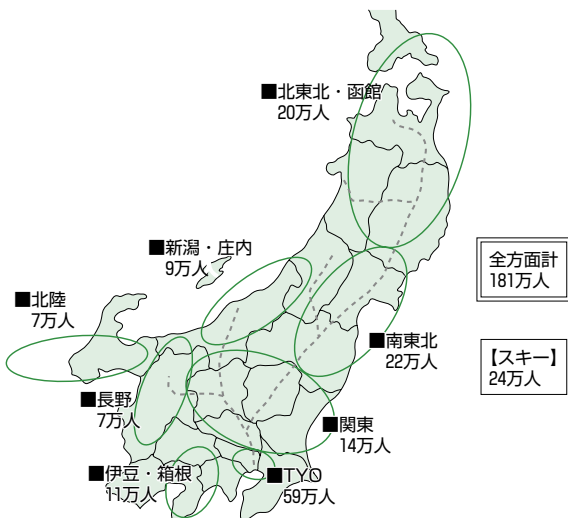 ■北東北・函館
20万人
■新潟・庄内
9万人
全方面計
181万人
■北陸
7万人
■南東北
22万人
【スキー】
24万人
■長野
7万人
■関東
14万人
■伊豆・箱根
11万人
■TYO
59万人